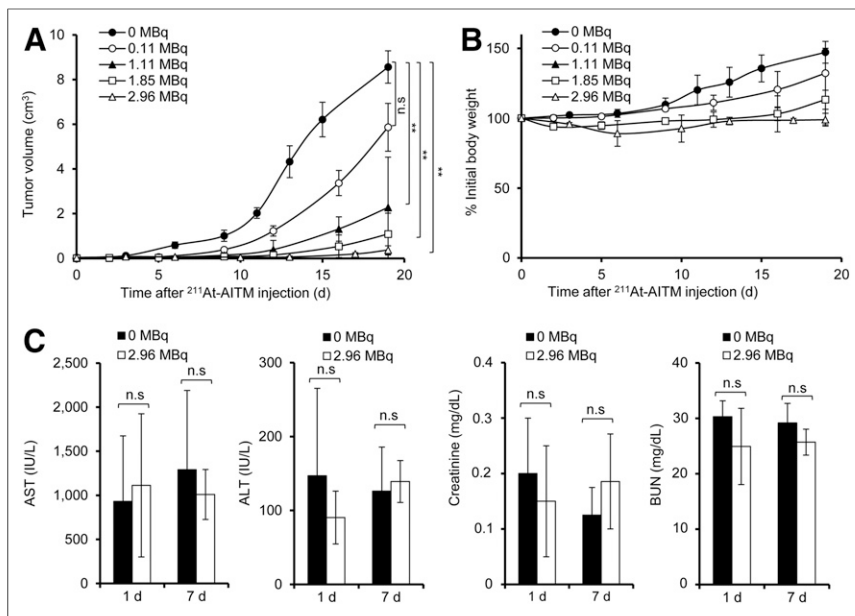 A
0 MBq
0.11 MBq
1.11 MBq
1.85 MBq
2.96 MBq
Tumor volume (cm³)
10
8
6
4
2
0
0 5 10 15 20
Time after ²¹¹At-AITM injection (d)
n.s
**
**
**
B
0 MBq
0.11 MBq
1.11 MBq
1.85 MBq
2.96 MBq
% Initial body weight
150
100
50
0
0 5 10 15 20
Time after ²¹¹At-AITM injection (d)
C
0 MBq
2.96 MBq
AST (IU/L)
2,500
2,000
1,500
1,000
500
0
n.s
n.s
1 d 7 d
0 MBq
2.96 MBq
ALT (IU/L)
300
200
100
0
n.s
n.s
1 d 7 d
0 MBq
2.96 MBq
Creatinine (mg/dL)
0.4
0.3
0.2
0.1
0
n.s
n.s
1 d 7 d
0 MBq
2.96 MBq
BUN (mg/dL)
40
30
20
10
0
n.s
n.s
1 d 7 d